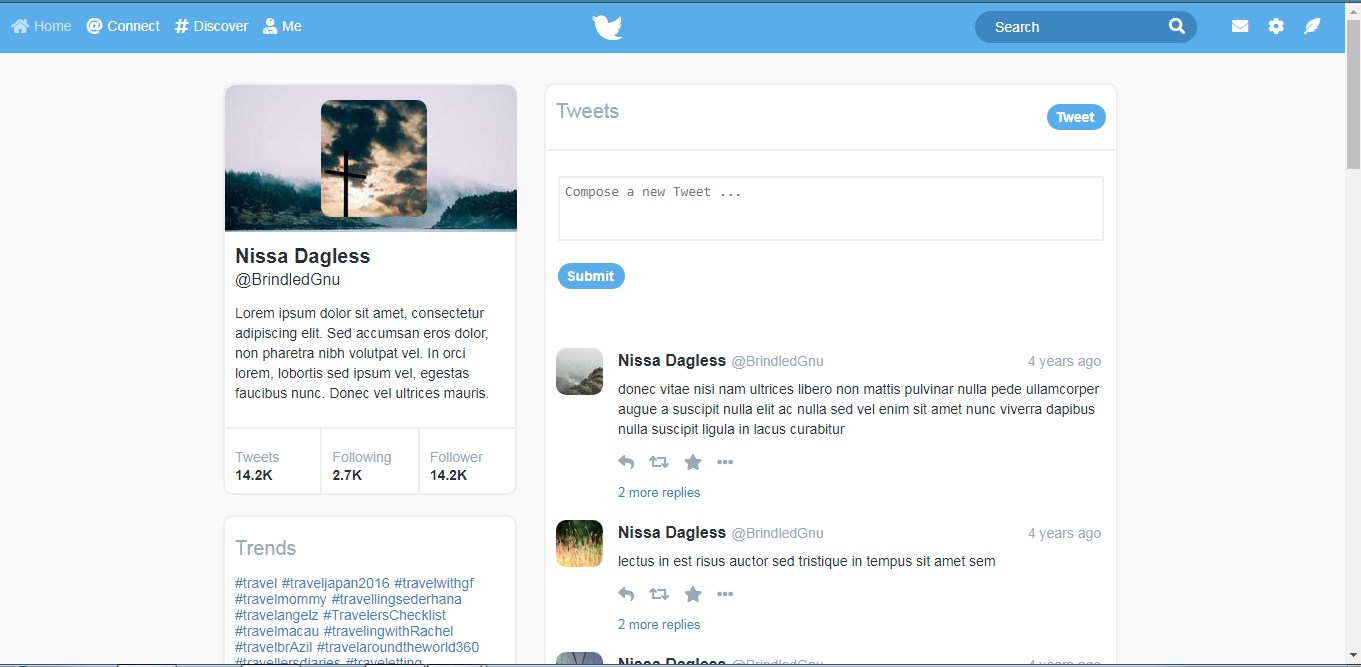 Home @ Connect # Discover Me Search
Nissa Dagless
@BrindledGnu
Lorem ipsum dolor sit amet, consectetur
adipiscing elit. Sed accumsan eros dolor,
non pharetra nibh volutpat vel. In orci
lorem, lobortis sed ipsum vel, egestas
faucibus nunc. Donec vel ultrices mauris.
Tweets Following Follower
14.2K 2.7K 14.2K
Trends
#travel #traveljapan2016 #travelwithgf
#travelmommy #travellingsederhana
#travelangelz #TravelersChecklist
#travelmacau #travelingwithRachel
#travelbrAzil #travelaroundtheworld360
#travellersdiaries #traveletting
Tweets Tweet
Compose a new Tweet ...
Submit
Nissa Dagless @BrindledGnu 4 years ago
donec vitae nisi nam ultrices libero non mattis pulvinar nulla pede ullamcorper
augue a suscipit nulla elit ac nulla sed vel enim sit amet nunc viverra dapibus
nulla suscipit ligula in lacus curabitur
2 more replies
Nissa Dagless @BrindledGnu 4 years ago
lectus in est risus auctor sed tristique in tempus sit amet sem
2 more replies
Nissa Dagless @BrindledGnu 4 years ago